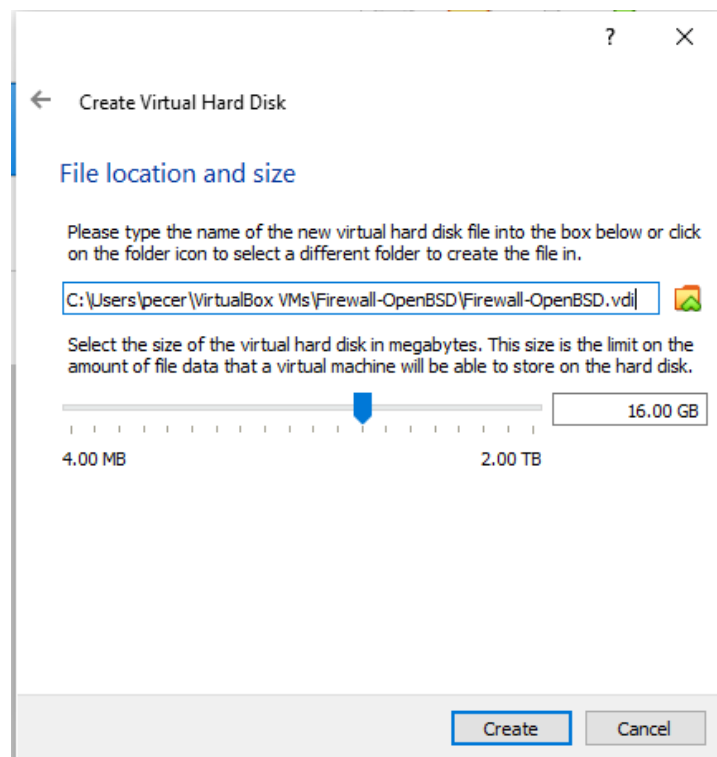 ?
Create Virtual Hard Disk
File location and size
Please type the name of the new virtual hard disk file into the box below or click
on the folder icon to select a different folder to create the file in.
C:\Users\pecer\VirtualBox VMs\Firewall-OpenBSD\Firewall-OpenBSD.vdi
Select the size of the virtual hard disk in megabytes. This size is the limit on the
amount of file data that a virtual machine will be able to store on the hard disk.
16.00 GB
4.00 MB 2.00 TB
Create Cancel